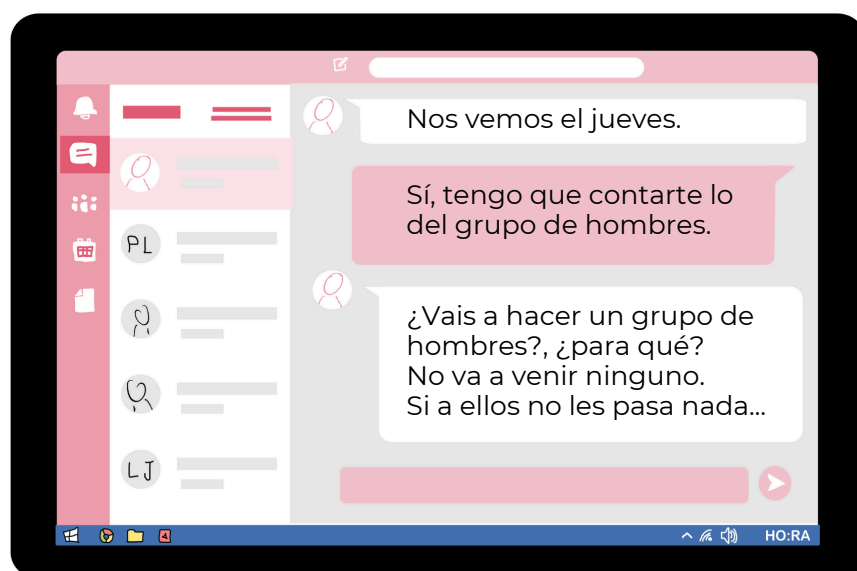 Nos vemos el jueves.
Sí, tengo que contarte lo
del grupo de hombres.
PL
¿Vais a hacer un grupo de
hombres?, ¿para qué?
No va a venir ninguno.
Si a ellos no les pasa nada...
LJ
HO:RA